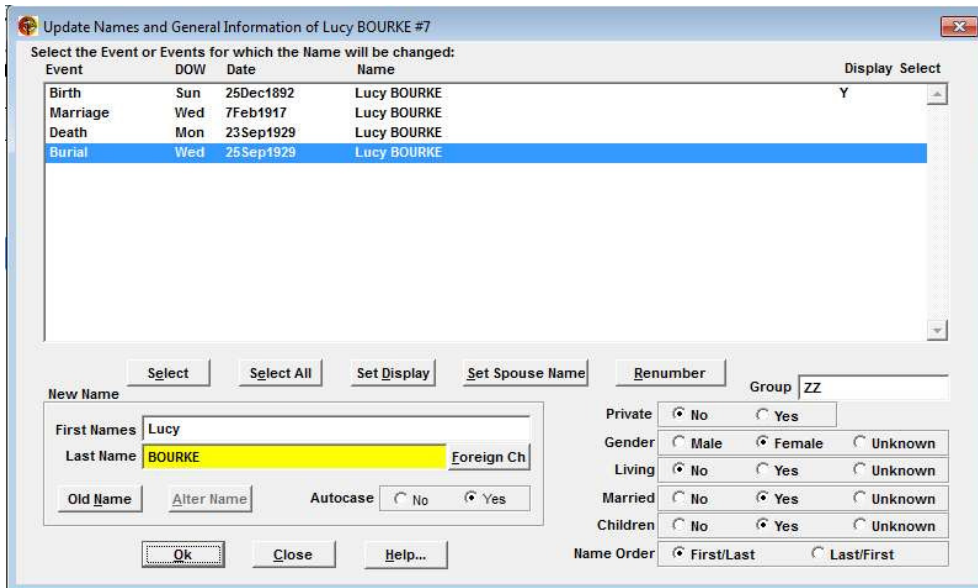 Update Names and General Information of Lucy BOURKE #7
Select the Event or Events for which the Name will be changed:
Event DOW Date Name Display Select
Birth Sun 25Dec1892 Lucy BOURKE Y
Marriage Wed 7Feb1917 Lucy BOURKE
Death Mon 23Sep1929 Lucy BOURKE
Burial Wed 25Sep1929 Lucy BOURKE
Select Select All Set Display Set Spouse Name Renumber
Group ZZ
New Name
Private No Yes
First Names Lucy
Gender Male Female Unknown
Last Name BOURKE Foreign Ch
Living No Yes Unknown
Old Name Alter Name Autocase No Yes
Married No Yes Unknown
Children No Yes Unknown
Ok Close Help...
Name Order First/Last Last/First